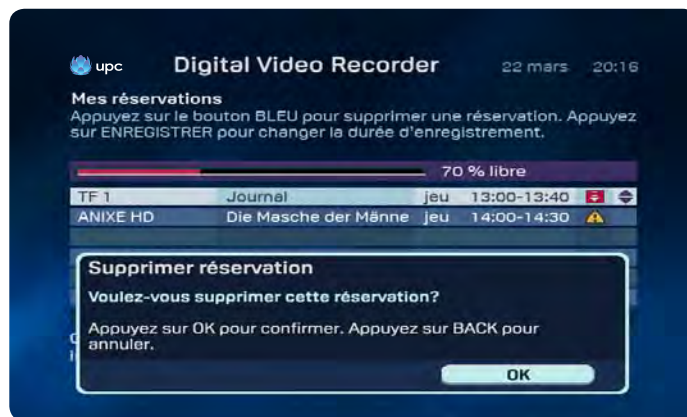 upc
Digital Video Recorder 22 mars 20:16
Mes réservations
Appuyez sur le bouton BLEU pour supprimer une réservation. Appuyez
sur ENREGISTRER pour changer la durée d'enregistrement.
70 % libre
TF 1 Journal jeu 13:00-13:40
ANIXE HD Die Masche der Männe jeu 14:00-14:30
Supprimer réservation
Voulez-vous supprimer cette réservation?
Appuyez sur OK pour confirmer. Appuyez sur BACK pour
annuler.
OK